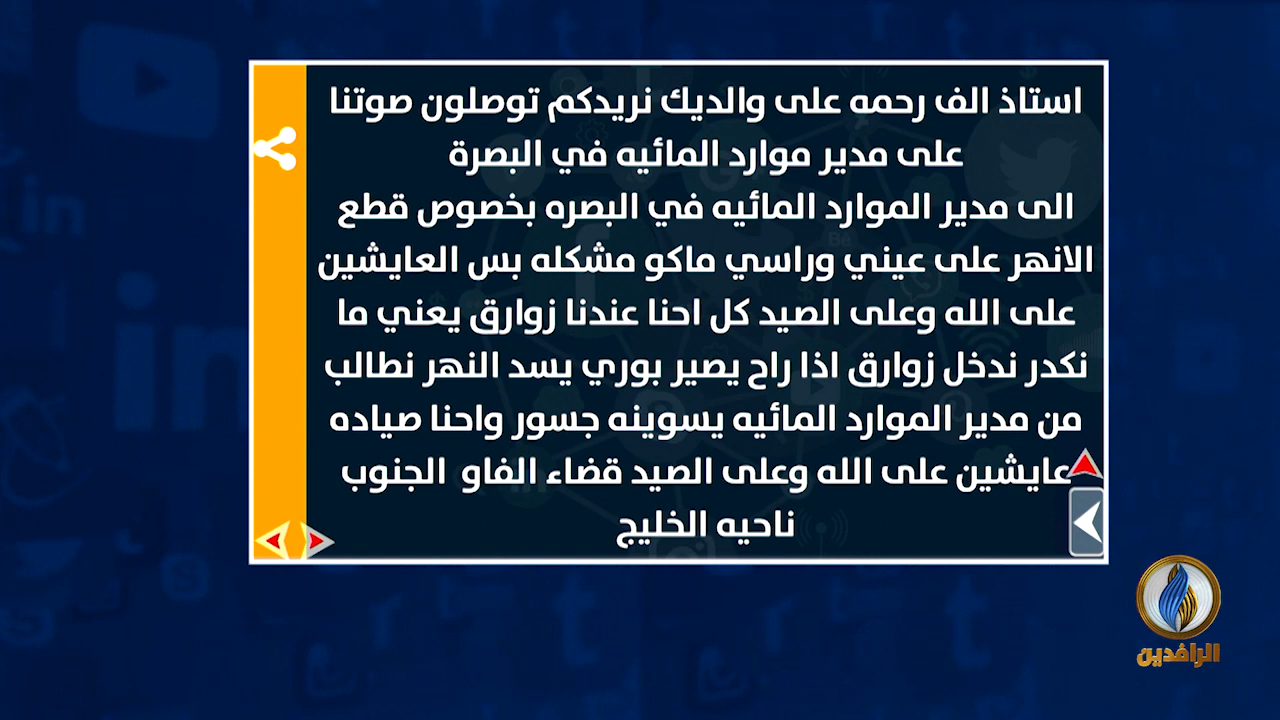 استاذ الف رحمه على والديك نريدكم توصلون صوتنا
على مدير موارد المائيه في البصرة
الى مدير الموارد المائيه في البصره بخصوص قطع
الانهر على عيني وراسي ماكو مشكله بس العايشين
على الله وعلى الصيد كل احنا عندنا زوارق يعني ما
نكدر ندخل زوارق اذا راح يصير بوري يسد النهر نطالب
من مدير الموارد المائيه يسوينه جسور واحنا صياده
عايشين على الله وعلى الصيد قضاء الفاو الجنوب
ناحيه الخليج
الرافدين